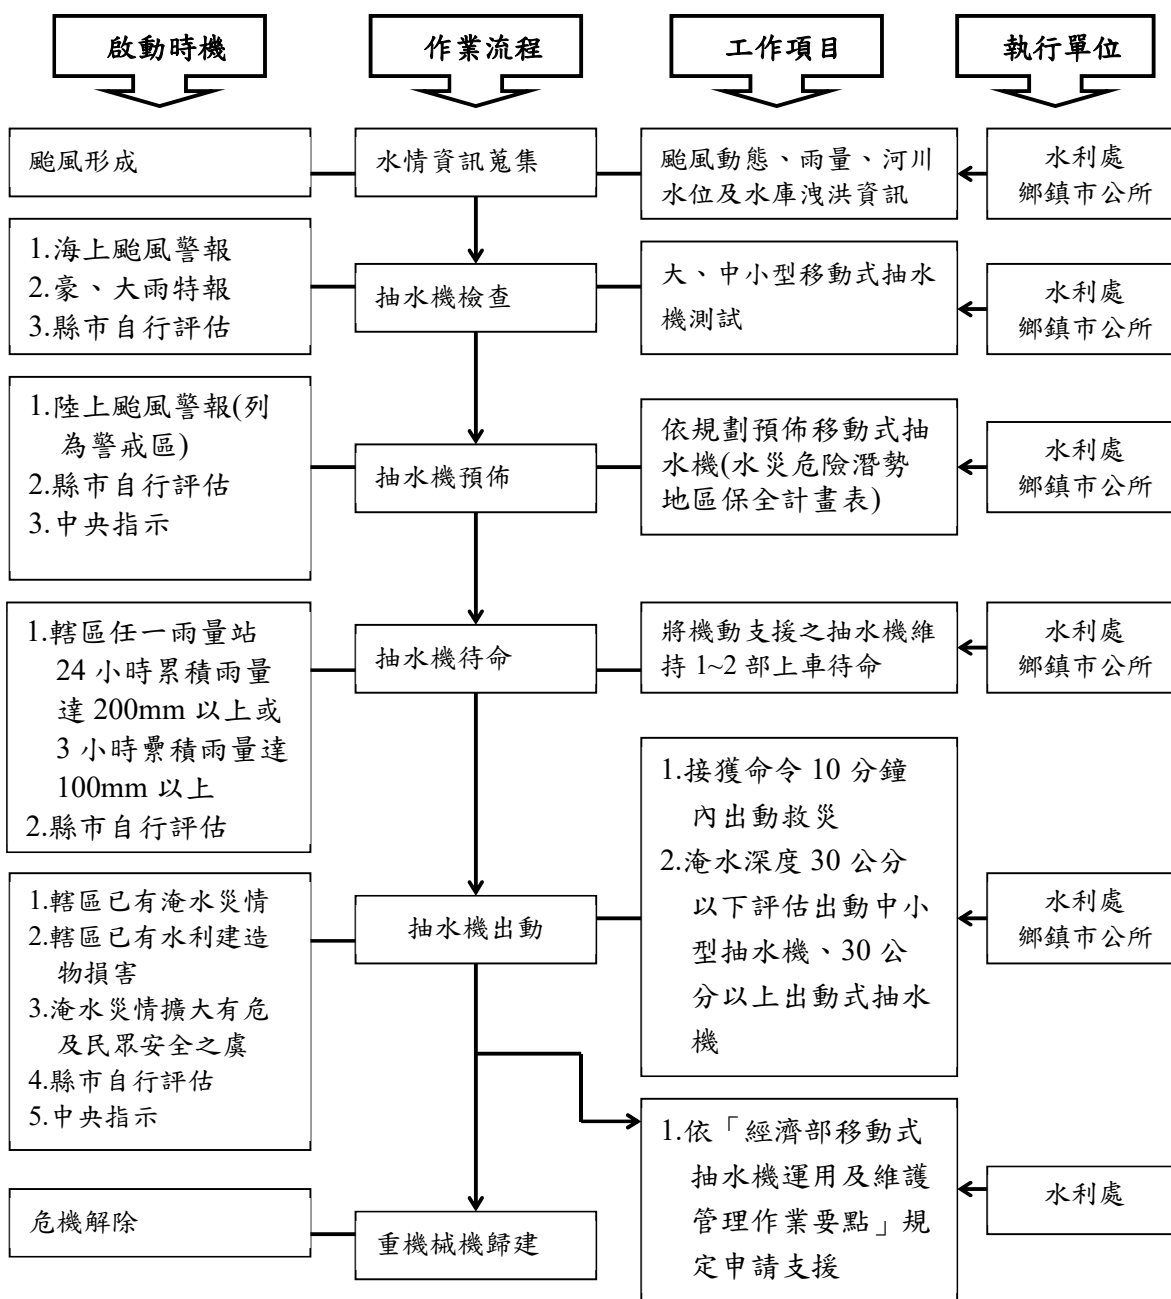 啟動時機
作業流程
工作項目
執行單位
颱風形成
水情資訊蒐集
颱風動態、雨量、河川
水位及水庫洩洪資訊
水利處
鄉鎮市公所
1.海上颱風警報
2.豪、大雨特報
3.縣市自行評估
抽水機檢查
大、中小型移動式抽水
機測試
水利處
鄉鎮市公所
1.陸上颱風警報(列
為警戒區)
2.縣市自行評估
3.中央指示
抽水機預佈
依規劃預佈移動式抽
水機(水災危險潛勢
地區保全計畫表)
水利處
鄉鎮市公所
1.轄區任一雨量站
24 小時累積雨量
達 200mm 以上或
3 小時纍積雨量達
100mm 以上
2.縣市自行評估
抽水機待命
將機動支援之抽水機維
持 1~2 部上車待命
水利處
鄉鎮市公所
1.轄區已有淹水災情
2.轄區已有水利建造
物損害
3.淹水災情擴大有危
及民眾安全之虞
4.縣市自行評估
5.中央指示
抽水機出動
1.接獲命令 10 分鐘
內出動救災
2.淹水深度 30 公分
以下評估出動中小
型抽水機、30 公
分以上出動式抽水
機
水利處
鄉鎮市公所
1.依「經濟部移動式
抽水機運用及維護
管理作業要點」規
定申請支援
水利處
危機解除
重機械機歸建